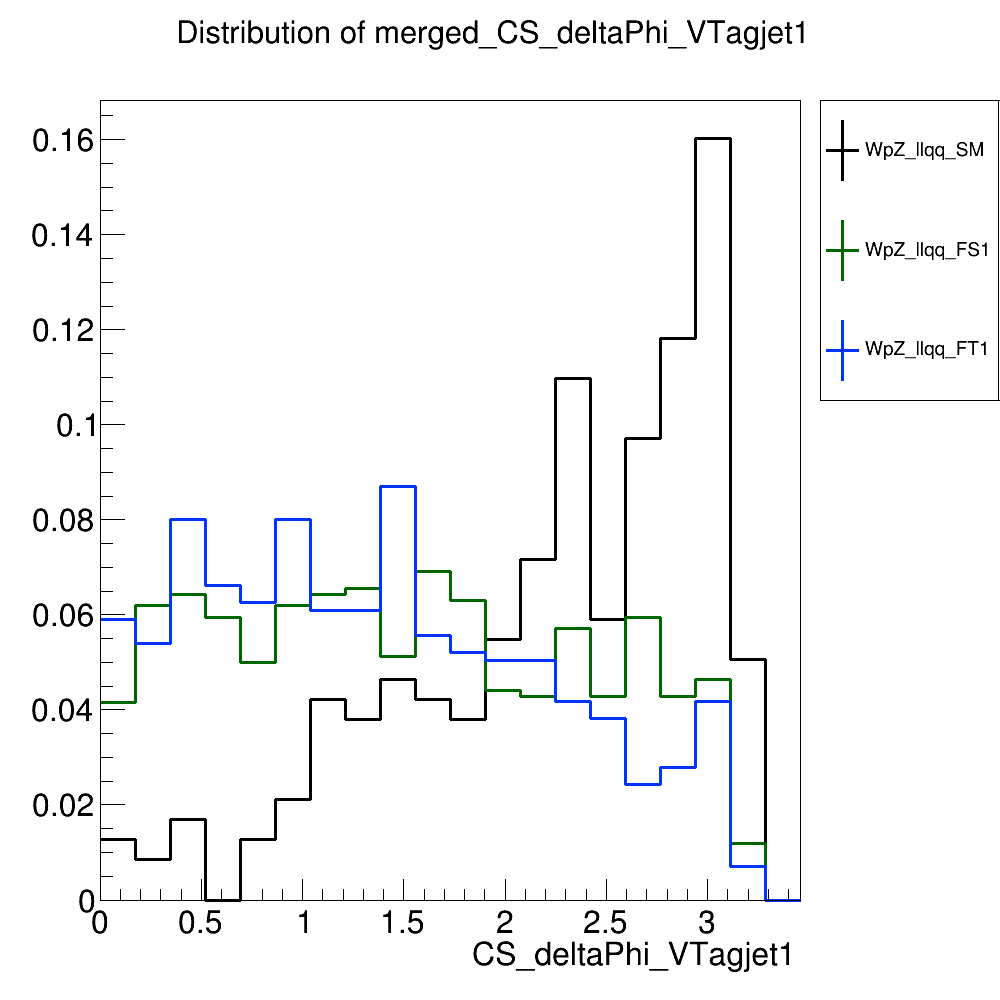 Distribution of merged_CS_deltaPhi_VTagjet1
0.16
0.14
0.12
0.1
0.08
0.06
0.04
0.02
0
0 0.5 1 1.5 2 2.5 3
CS_deltaPhi_VTagjet1
WpZ_llqq_SM
WpZ_llqq_FS1
WpZ_llqq_FT1